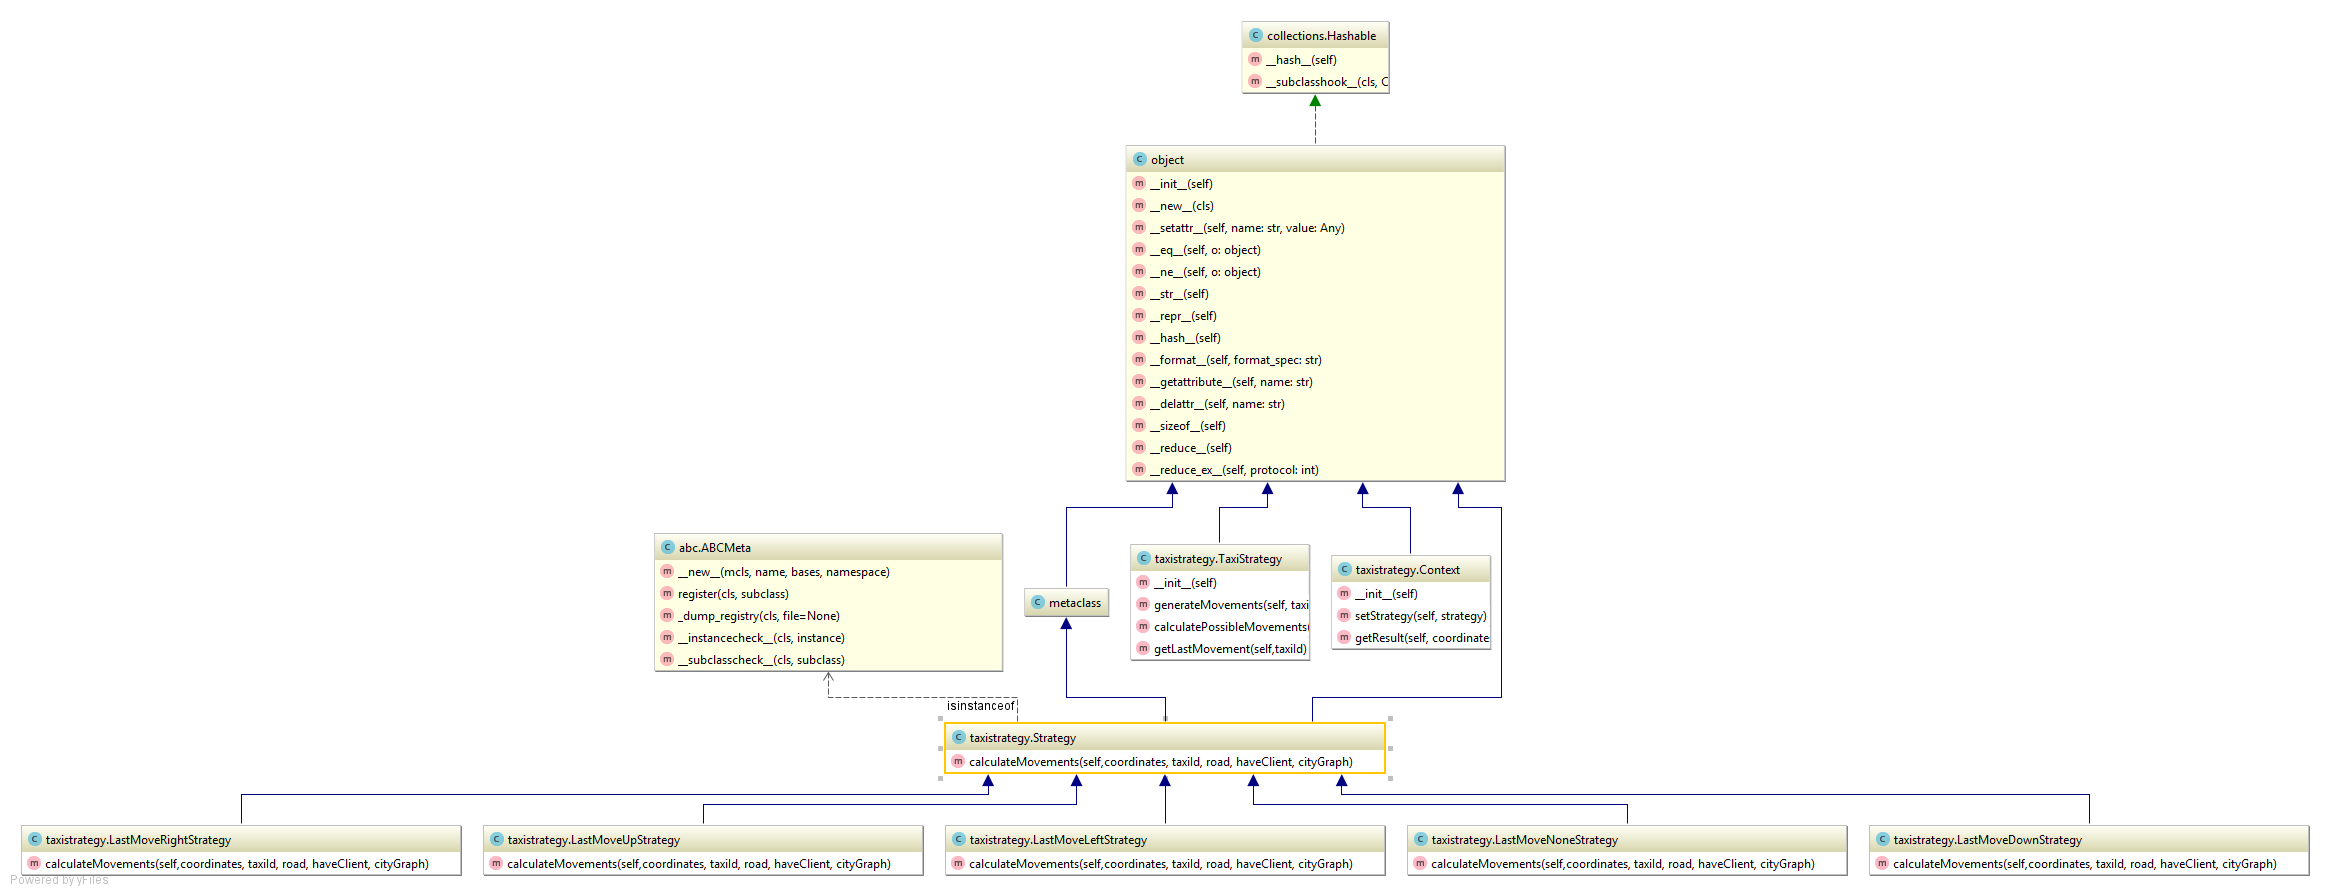 collections.Hashable
__hash__(self)
__subclasshook__(cls, C
object
__init__(self)
__new__(cls)
__setattr__(self, name: str, value: Any)
__eq__(self, o: object)
__ne__(self, o: object)
__str__(self)
__repr__(self)
__hash__(self)
__format__(self, format_spec: str)
__getattribute__(self, name: str)
__delattr__(self, name: str)
__sizeof__(self)
__reduce__(self)
__reduce_ex__(self, protocol: int)
abc.ABCMeta
__new__(mcls, name, bases, namespace)
register(cls, subclass)
_dump_registry(cls, file=None)
__instancecheck__(cls, instance)
__subclasscheck__(cls, subclass)
metaclass
taxistrategy.TaxiStrategy
__init__(self)
generateMovements(self, taxi
calculatePossibleMovements(
getLastMovement(self,taxiId)
taxistrategy.Context
__init__(self)
setStrategy(self, strategy)
getResult(self, coordinate
isinstanceof
taxistrategy.Strategy
calculateMovements(self,coordinates, taxiId, road, haveClient, cityGraph)
taxistrategy.LastMoveRightStrategy
calculateMovements(self,coordinates, taxiId, road, haveClient, cityGraph)
taxistrategy.LastMoveUpStrategy
calculateMovements(self,coordinates, taxiId, road, haveClient, cityGraph)
taxistrategy.LastMoveLeftStrategy
calculateMovements(self,coordinates, taxiId, road, haveClient, cityGraph)
taxistrategy.LastMoveNoneStrategy
calculateMovements(self,coordinates, taxiId, road, haveClient, cityGraph)
taxistrategy.LastMoveDownStrategy
calculateMovements(self,coordinates, taxiId, road, haveClient, cityGraph)
Powered by yFiles